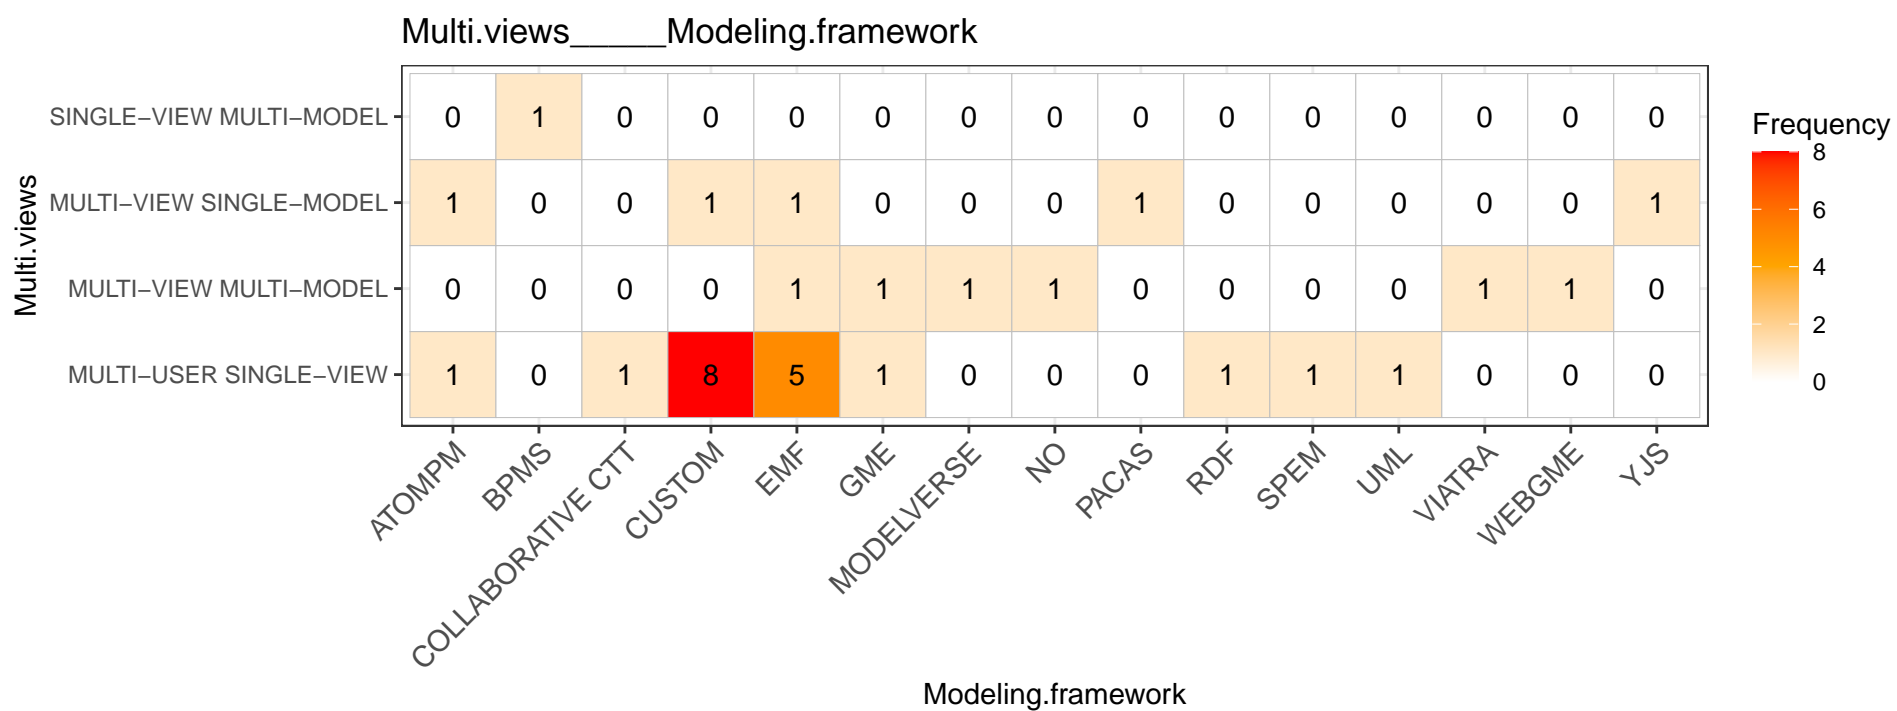 Multi.views_____Modeling.framework
Multi.views
SINGLE−VIEW MULTI−MODEL 0 1 0 0 0 0 0 0 0 0 0 0 0 0 0
MULTI−VIEW SINGLE−MODEL 1 0 0 1 1 0 0 0 1 0 0 0 0 0 1
MULTI−VIEW MULTI−MODEL 0 0 0 0 1 1 1 1 0 0 0 0 1 1 0
MULTI−USER SINGLE−VIEW 1 0 1 8 5 1 0 0 0 1 1 1 0 0 0
ATOMPM
BPMS
COLLABORATIVE CTT
CUSTOM
EMF
GME
MODELVERSE
NO
PACAS
RDF
SPEM
UML
VIATRA
WEBGME
YJS
Modeling.framework
Frequency
8
6
4
2
0